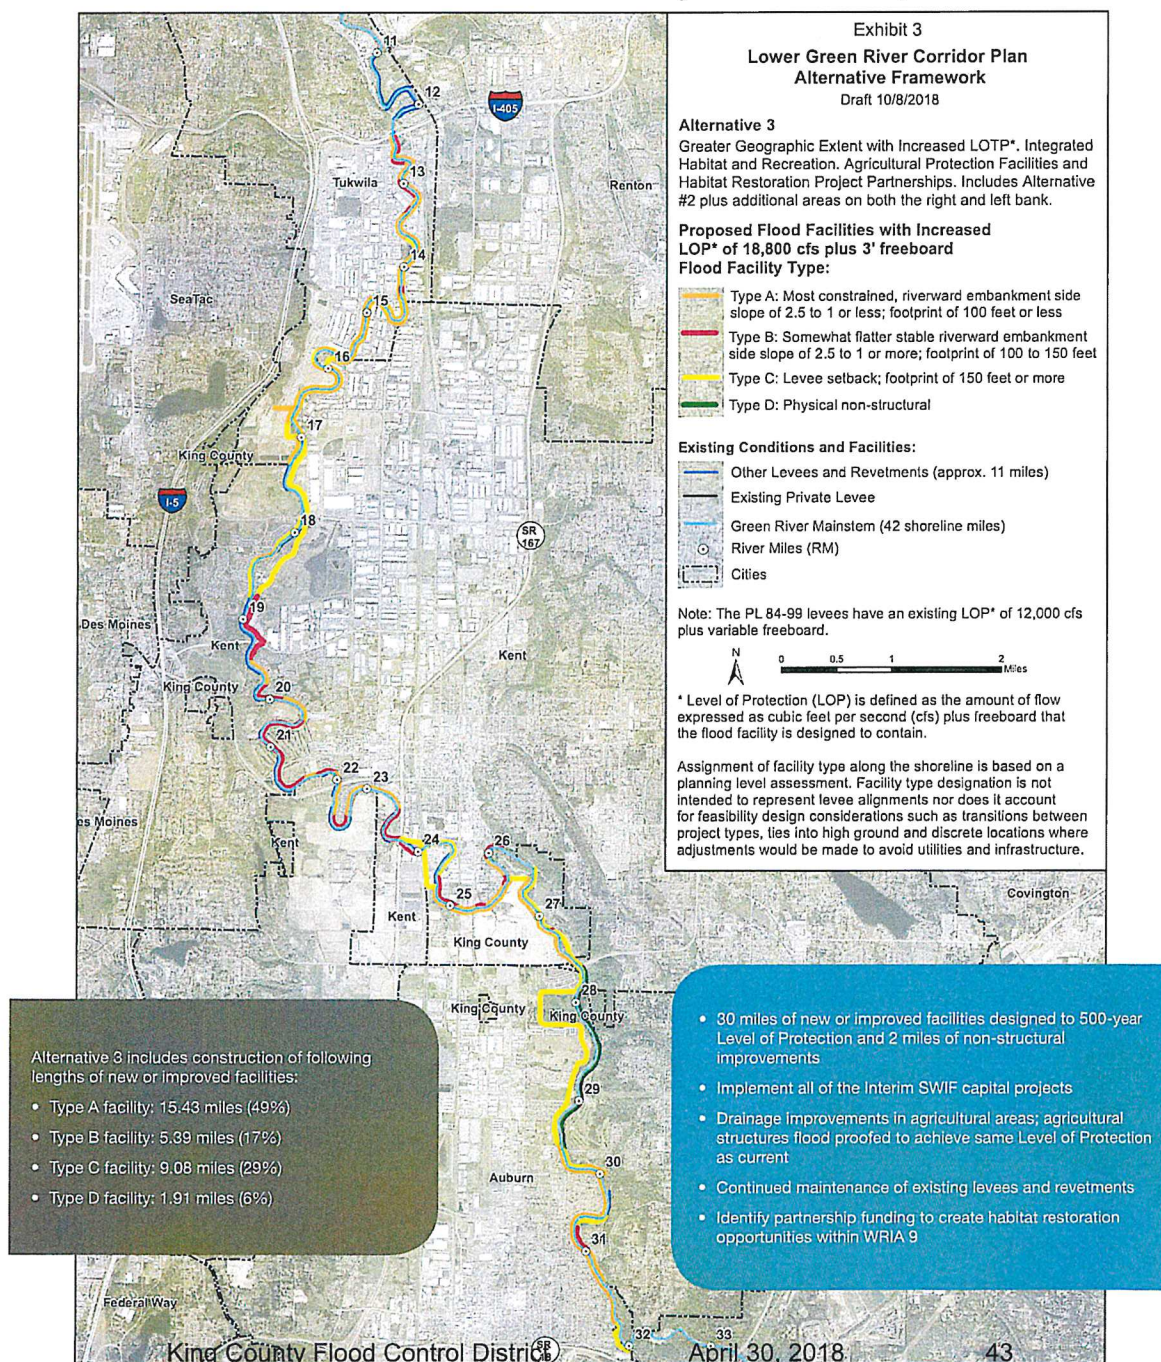 Exhibit 3
Lower Green River Corridor Plan
Alternative Framework
Draft 10/8/2018
Alternative 3
Greater Geographic Extent with Increased LOTP*. Integrated
Habitat and Recreation. Agricultural Protection Facilities and
Habitat Restoration Project Partnerships. Includes Alternative
#2 plus additional areas on both the right and left bank.
Proposed Flood Facilities with Increased
LOP* of 18,800 cfs plus 3' freeboard
Flood Facility Type:
Type A: Most constrained, riverward embankment side
slope of 2.5 to 1 or less; footprint of 100 feet or less
Type B: Somewhat flatter stable riverward embankment
side slope of 2.5 to 1 or more; footprint of 100 to 150 feet
Type C: Levee setback; footprint of 150 feet or more
Type D: Physical non-structural
Existing Conditions and Facilities:
Other Levees and Revetments (approx. 11 miles)
Existing Private Levee
Green River Mainstem (42 shoreline miles)
River Miles (RM)
Cities
Note: The PL 84-99 levees have an existing LOP* of 12,000 cfs
plus variable freeboard.
N
0 0.5 1 2
Miles
* Level of Protection (LOP) is defined as the amount of flow
expressed as cubic feet per second (cfs) plus freeboard that
the flood facility is designed to contain.
Assignment of facility type along the shoreline is based on a
planning level assessment. Facility type designation is not
intended to represent levee alignments nor does it account
for feasibility design considerations such as transitions between
project types, ties into high ground and discrete locations where
adjustments would be made to avoid utilities and infrastructure.
11
12
I-405
13
Tukwila
Renton
14
SeaTac
15
16
17
King County
I-5
18
SR
167
19
Des Moines
Kent
Kent
King County
20
21
22
23
es Moines
Kent
24
26
25
Covington
Kent
27
King County
28
King County
King County
29
30
Auburn
31
Federal Way
32
33
SR
18
Alternative 3 includes construction of following
lengths of new or improved facilities:
• Type A facility: 15.43 miles (49%)
• Type B facility: 5.39 miles (17%)
• Type C facility: 9.08 miles (29%)
• Type D facility: 1.91 miles (6%)
• 30 miles of new or improved facilities designed to 500-year
Level of Protection and 2 miles of non-structural
improvements
• Implement all of the Interim SWIF capital projects
• Drainage improvements in agricultural areas; agricultural
structures flood proofed to achieve same Level of Protection
as current
• Continued maintenance of existing levees and revetments
• Identify partnership funding to create habitat restoration
opportunities within WRIA 9
King County Flood Control District April 30, 2018 43